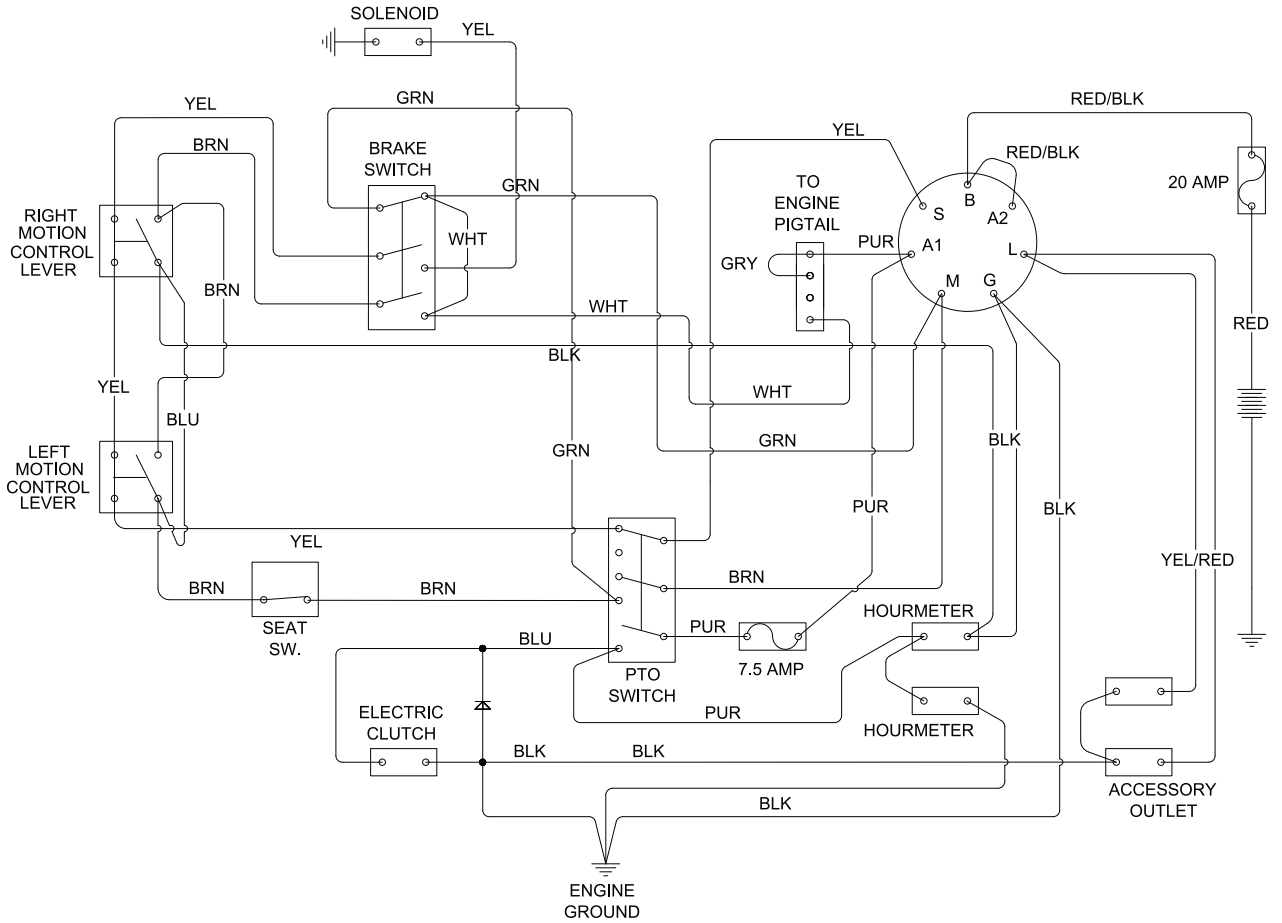 SOLENOID
YEL
GRN
RED/BLK
YEL
YEL
BRN
BRAKE
SWITCH
RED/BLK
TO
ENGINE
PIGTAIL
20 AMP
GRN
B
S
A2
RIGHT
MOTION
CONTROL
LEVER
WHT
PUR
A1
L
GRY
M
G
BRN
WHT
RED
BLK
YEL
WHT
BLU
GRN
BLK
LEFT
MOTION
CONTROL
LEVER
GRN
PUR
BLK
YEL
YEL/RED
BRN
BRN
BRN
HOURMETER
SEAT
SW.
BLU
PUR
7.5 AMP
PTO
SWITCH
ELECTRIC
CLUTCH
PUR
HOURMETER
BLK
BLK
ACCESSORY
OUTLET
BLK
ENGINE
GROUND